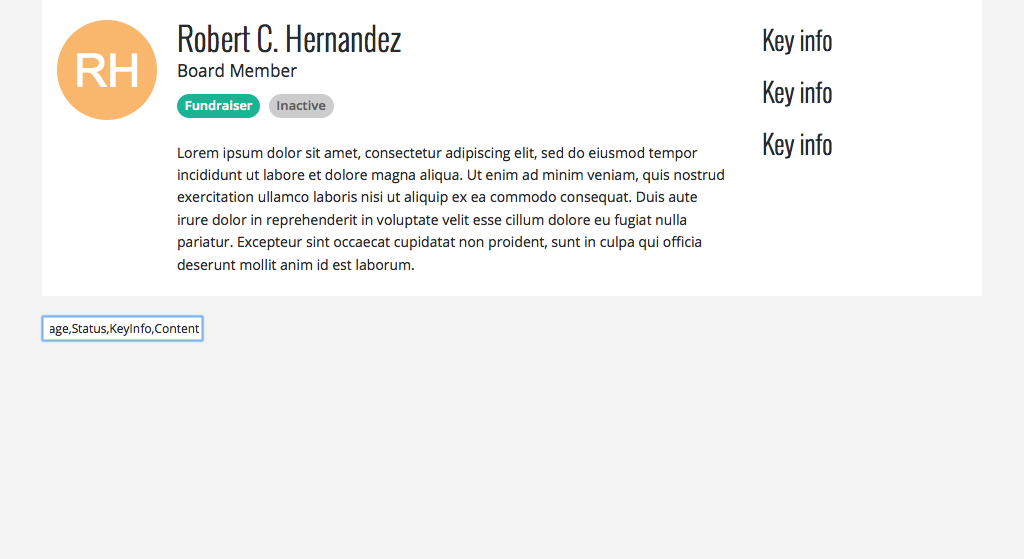 RH
Robert C. Hernandez
Board Member
Fundraiser Inactive
Lorem ipsum dolor sit amet, consectetur adipiscing elit, sed do eiusmod tempor
incididunt ut labore et dolore magna aliqua. Ut enim ad minim veniam, quis nostrud
exercitation ullamco laboris nisi ut aliquip ex ea commodo consequat. Duis aute
irure dolor in reprehenderit in voluptate velit esse cillum dolore eu fugiat nulla
pariatur. Excepteur sint occaecat cupidatat non proident, sunt in culpa qui officia
deserunt mollit anim id est laborum.
Key info
Key info
Key info
age,Status,KeyInfo,Content